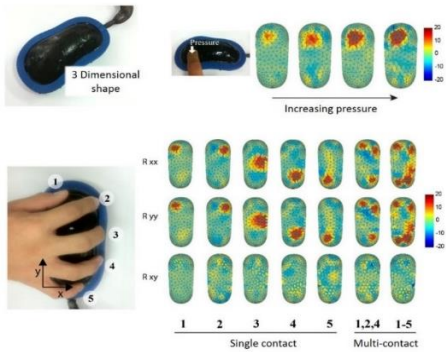 3 Dimensional
shape
Pressure
20
10
0
-10
-20
Increasing pressure
R xx
R yy
R xy
1
2
3
4
5
y
x
20
10
0
-10
-20
1 2 3 4 5 1,2,4 1-5
Single contact Multi-contact